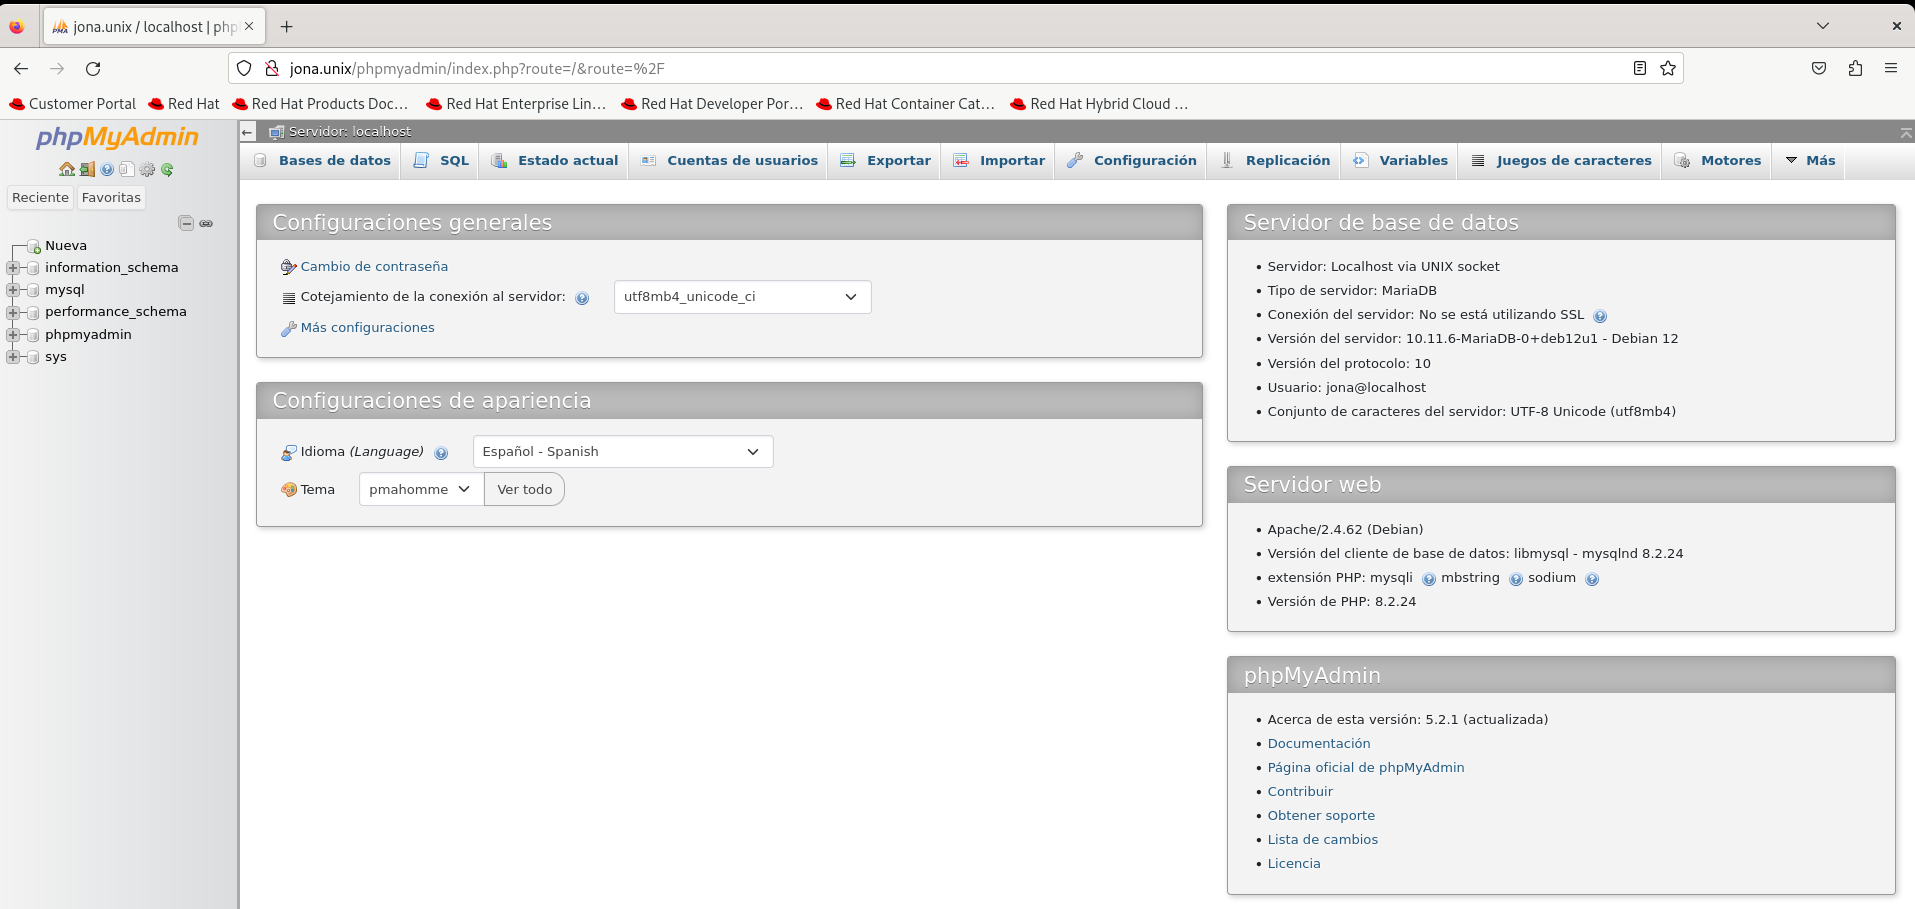 jona.unix / localhost | php
jona.unix/phpmyadmin/index.php?route=/&route=%2F
Customer Portal
Red Hat
Red Hat Products Doc…
Red Hat Enterprise Lin…
Red Hat Developer Por…
Red Hat Container Cat…
Red Hat Hybrid Cloud …
phpMyAdmin
Reciente
Favoritas
Nueva
information_schema
mysql
performance_schema
phpmyadmin
sys
Servidor: localhost
Bases de datos
SQL
Estado actual
Cuentas de usuarios
Exportar
Importar
Configuración
Replicación
Variables
Juegos de caracteres
Motores
Más
Configuraciones generales
Cambio de contraseña
Cotejamiento de la conexión al servidor:
utf8mb4_unicode_ci
Más configuraciones
Configuraciones de apariencia
Idioma (Language)
Español - Spanish
Tema
pmahomme
Ver todo
Servidor de base de datos
• Servidor: Localhost via UNIX socket
• Tipo de servidor: MariaDB
• Conexión del servidor: No se está utilizando SSL
• Versión del servidor: 10.11.6-MariaDB-0+deb12u1 - Debian 12
• Versión del protocolo: 10
• Usuario: jona@localhost
• Conjunto de caracteres del servidor: UTF-8 Unicode (utf8mb4)
Servidor web
• Apache/2.4.62 (Debian)
• Versión del cliente de base de datos: libmysql - mysqlnd 8.2.24
• extensión PHP: mysqli mbstring sodium
• Versión de PHP: 8.2.24
phpMyAdmin
• Acerca de esta versión: 5.2.1 (actualizada)
• Documentación
• Página oficial de phpMyAdmin
• Contribuir
• Obtener soporte
• Lista de cambios
• Licencia